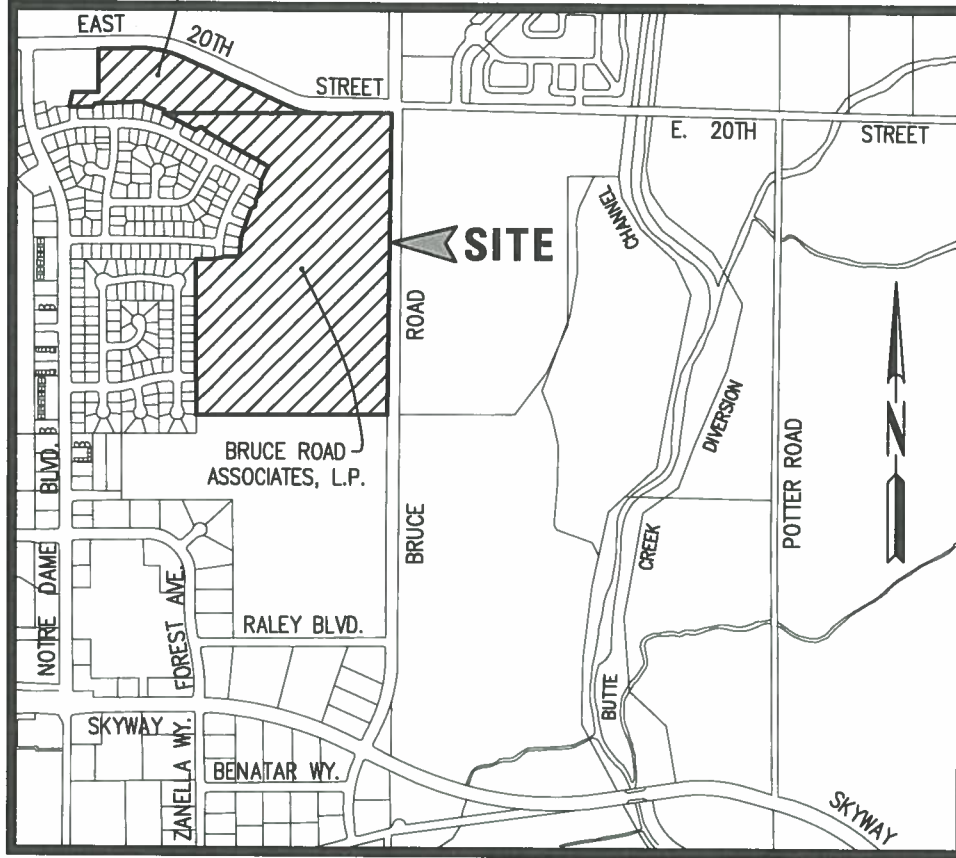 EAST
20TH
STREET
E. 20TH
STREET
CHANNEL
SITE
ROAD
DIVERSION
N
BRUCE ROAD
ASSOCIATES, L.P.
BLVD.
POTTER ROAD
BRUCE
CREEK
NOTRE DAME
FOREST AVE.
RALEY BLVD.
BUTTE
SKYWAY
ZANELLA WY.
BENATAR WY.
SKYWAY